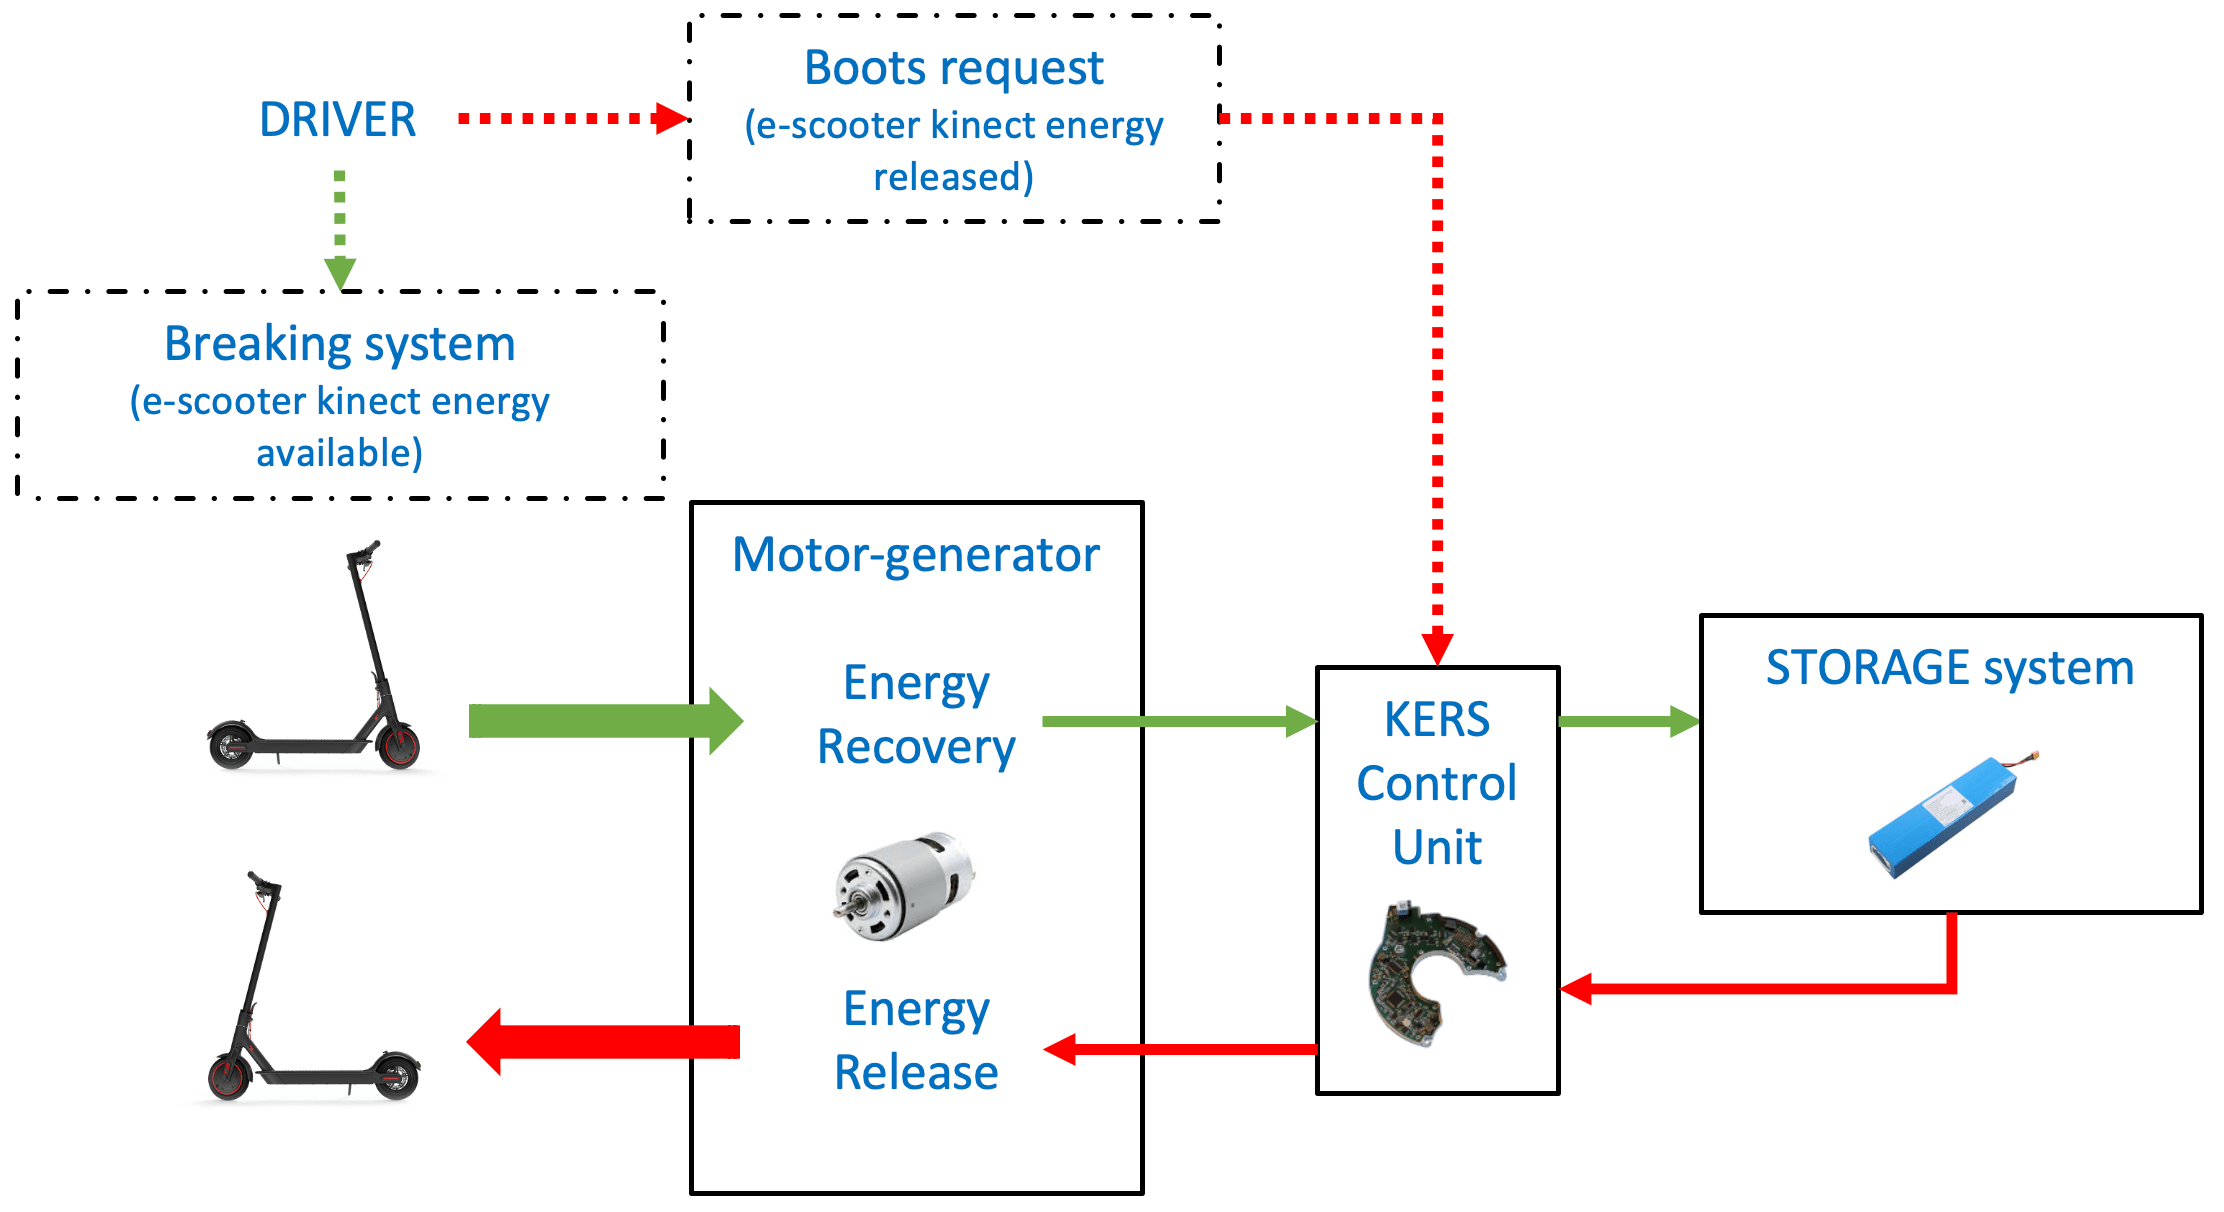 Boots request
(e-scooter kinect energy
released)
DRIVER
Breaking system
(e-scooter kinect energy
available)
Motor-generator
Energy
Recovery
Energy
Release
KERS
Control
Unit
STORAGE system